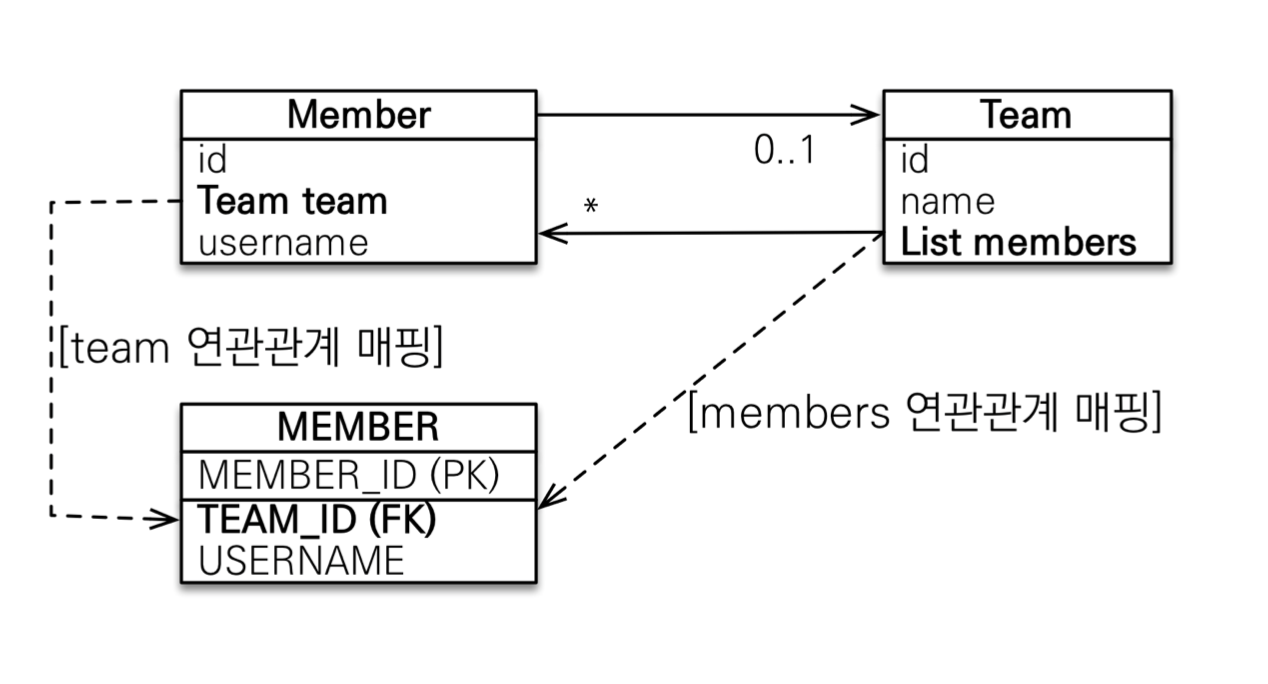 Member
id
Team team
username
0..1
*
Team
id
name
List members
[team 연관관계 매핑]
[members 연관관계 매핑]
MEMBER
MEMBER_ID (PK)
TEAM_ID (FK)
USERNAME